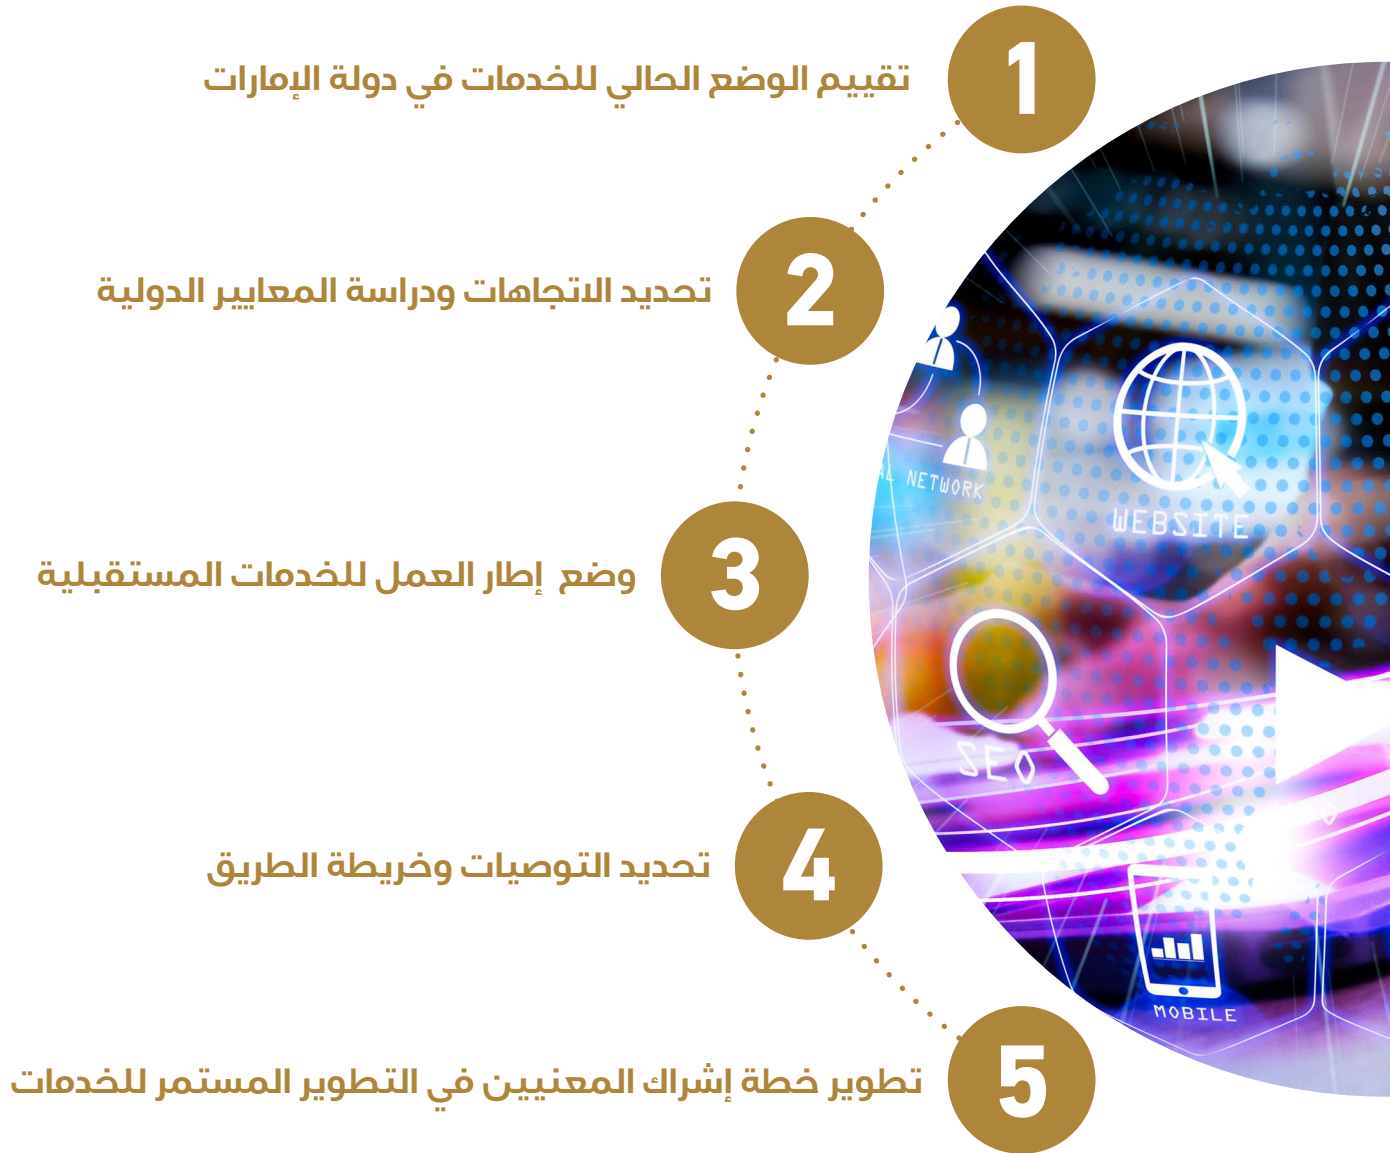 1
تقييم الوضع الحالي للخدمات في دولة الإمارات
2
تحديد الاتجاهات ودراسة المعايير الدولية
3
وضع إطار العمل للخدمات المستقبلية
4
تحديد التوصيات وخريطة الطريق
5
تطوير خطة إشراك المعنيين في التطوير المستمر للخدمات
NETWORK
WEBSITE
SEO
MOBILE